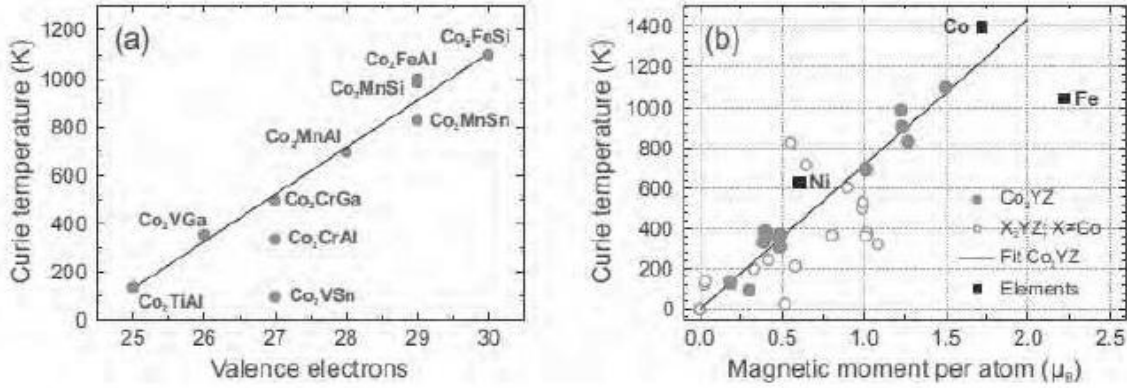 (a)
Curie temperature (K)
1200
1000
800
600
400
200
0
Co₂FeSi
Co₂FeAl
Co₂MnSi
Co₂MnSn
Co₂MnAl
Co₂CrGa
Co₂VGa
Co₂CrAl
Co₂TiAl
Co₂VSn
25 26 27 28 29 30
Valence electrons
(b)
Curie temperature (K)
1400
1200
1000
800
600
400
200
0
Co
Fe
Ni
Co₂YZ
X₂YZ; X≠Co
Fit Co₂YZ
Elements
0.0 0.5 1.0 1.5 2.0 2.5
Magnetic moment per atom (μB)